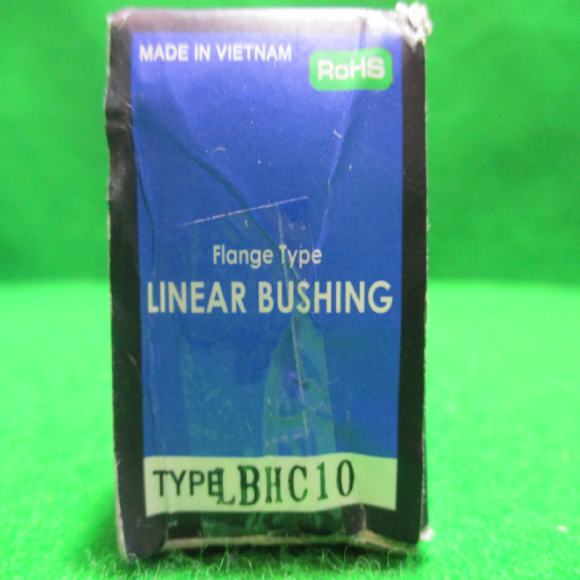 MADE IN VIETNAM
RoHS
Flange Type
LINEAR BUSHING
TYPE LBHC10